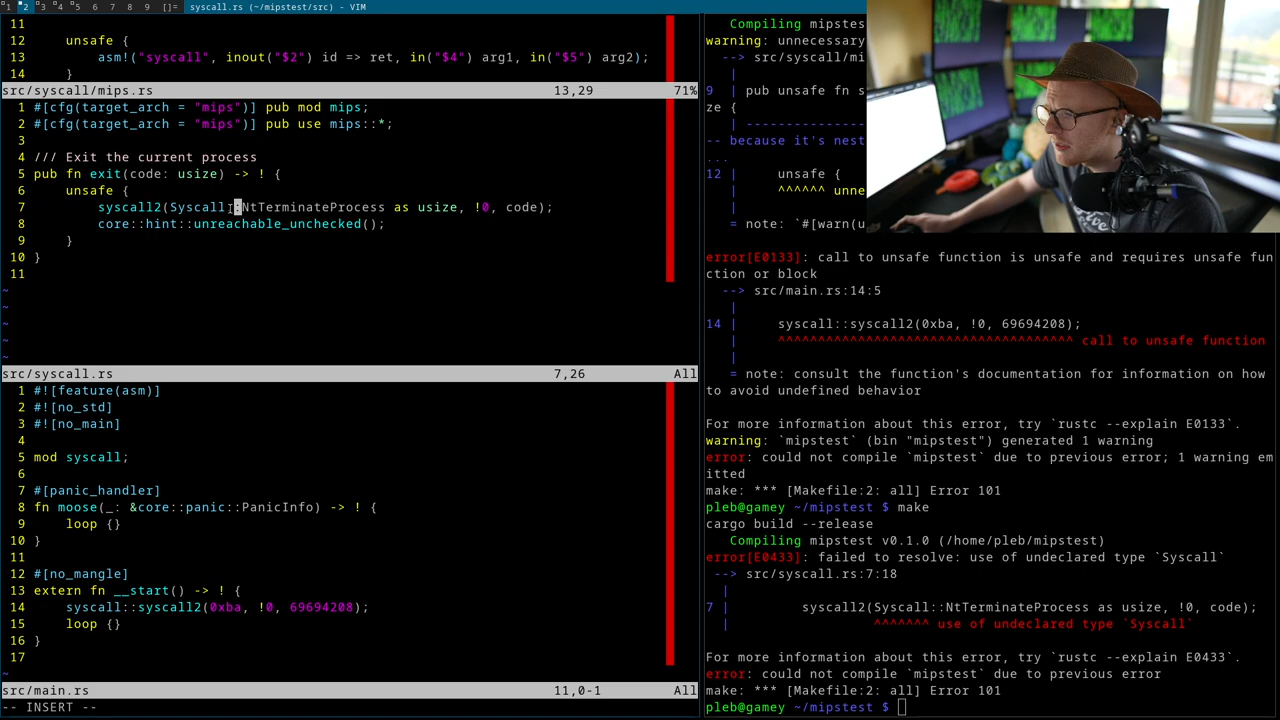 1 2 3 4 5 6 7 8 9 []= syscall.rs (~/mipstest/src) - VIM
11
12     unsafe {
13         asm!("syscall", inout("$2") id => ret, in("$4") arg1, in("$5") arg2);
14     }
src/syscall/mips.rs 13,29 71%
1 #[cfg(target_arch = "mips")] pub mod mips;
2 #[cfg(target_arch = "mips")] pub use mips::*;
3
4 /// Exit the current process
5 pub fn exit(code: usize) -> ! {
6     unsafe {
7         syscall2(Syscall::NtTerminateProcess as usize, !0, code);
8         core::hint::unreachable_unchecked();
9     }
10 }
11
~
~
~
~
~
src/syscall.rs 7,26 All
1 #![feature(asm)]
2 #![no_std]
3 #![no_main]
4
5 mod syscall;
6
7 #[panic_handler]
8 fn moose(_: &core::panic::PanicInfo) -> ! {
9     loop {}
10 }
11
12 #[no_mangle]
13 extern fn __start() -> ! {
14     syscall::syscall2(0xba, !0, 69694208);
15     loop {}
16 }
17
~
src/main.rs 11,0-1 All
-- INSERT --
Compiling mipstest
warning: unnecessary
--> src/syscall/mi
|
9 | pub unsafe fn s
ze {
| ---------------
-- because it's nest
...
12 |     unsafe {
|     ^^^^^^ unne
|
= note: `#[warn(u
error[E0133]: call to unsafe function is unsafe and requires unsafe fun
ction or block
--> src/main.rs:14:5
|
14 |     syscall::syscall2(0xba, !0, 69694208);
|     ^^^^^^^^^^^^^^^^^^^^^^^^^^^^^^^^^^^^^ call to unsafe function
|
= note: consult the function's documentation for information on how
to avoid undefined behavior
For more information about this error, try `rustc --explain E0133`.
warning: `mipstest` (bin "mipstest") generated 1 warning
error: could not compile `mipstest` due to previous error; 1 warning em
itted
make: *** [Makefile:2: all] Error 101
pleb@gamey ~/mipstest $ make
cargo build --release
Compiling mipstest v0.1.0 (/home/pleb/mipstest)
error[E0433]: failed to resolve: use of undeclared type `Syscall`
--> src/syscall.rs:7:18
|
7 |         syscall2(Syscall::NtTerminateProcess as usize, !0, code);
|                  ^^^^^^^ use of undeclared type `Syscall`
For more information about this error, try `rustc --explain E0433`.
error: could not compile `mipstest` due to previous error
make: *** [Makefile:2: all] Error 101
pleb@gamey ~/mipstest $